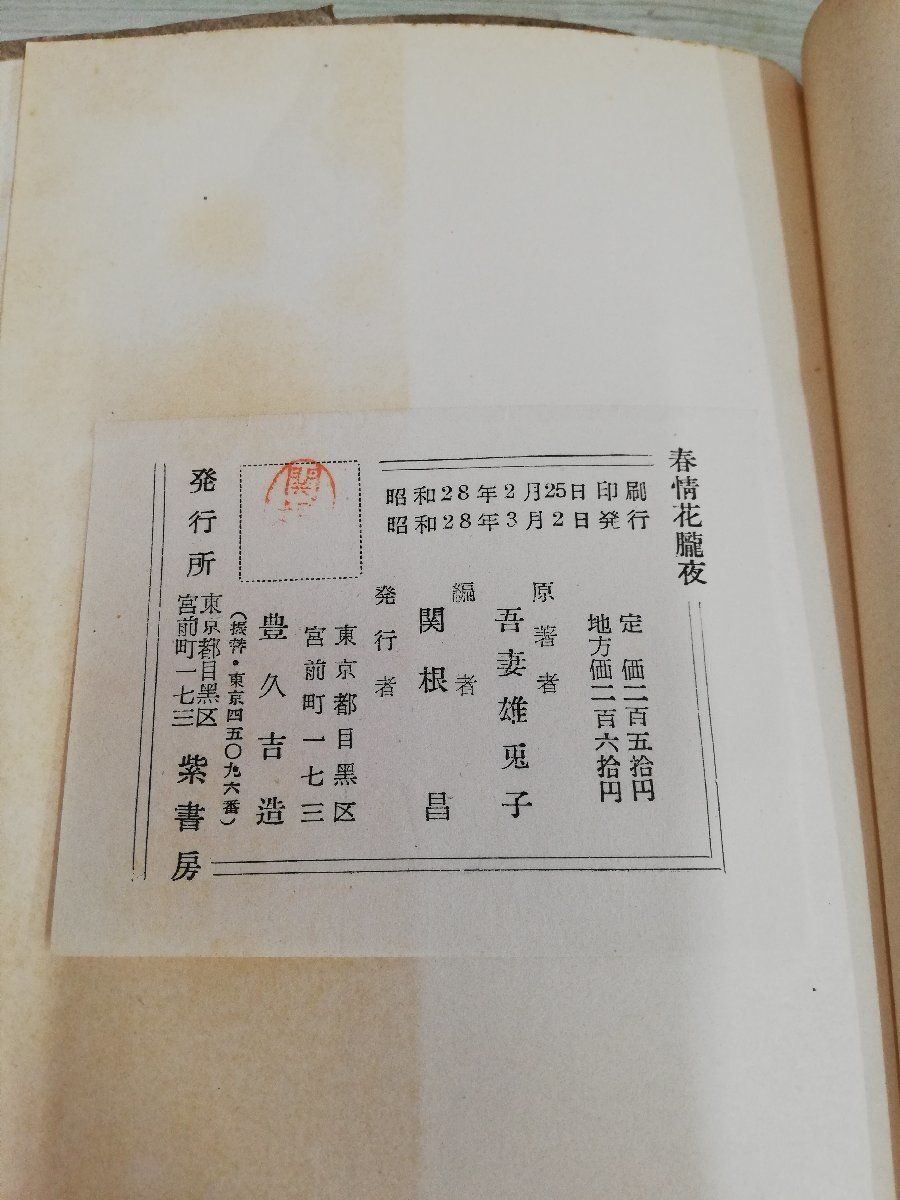 春情花朧夜
昭和28年2月25日印刷
昭和28年3月2日発行
定価二百五拾円
地方価二百六拾円
原著者
吾妻雄兎子
編者
関根昌
発行者
東京都目黒区
宮前町一七三
豊久吉造
関
(振替・東京四五〇九六番)
発行所
東京都目黒区
宮前町一七三
紫書房